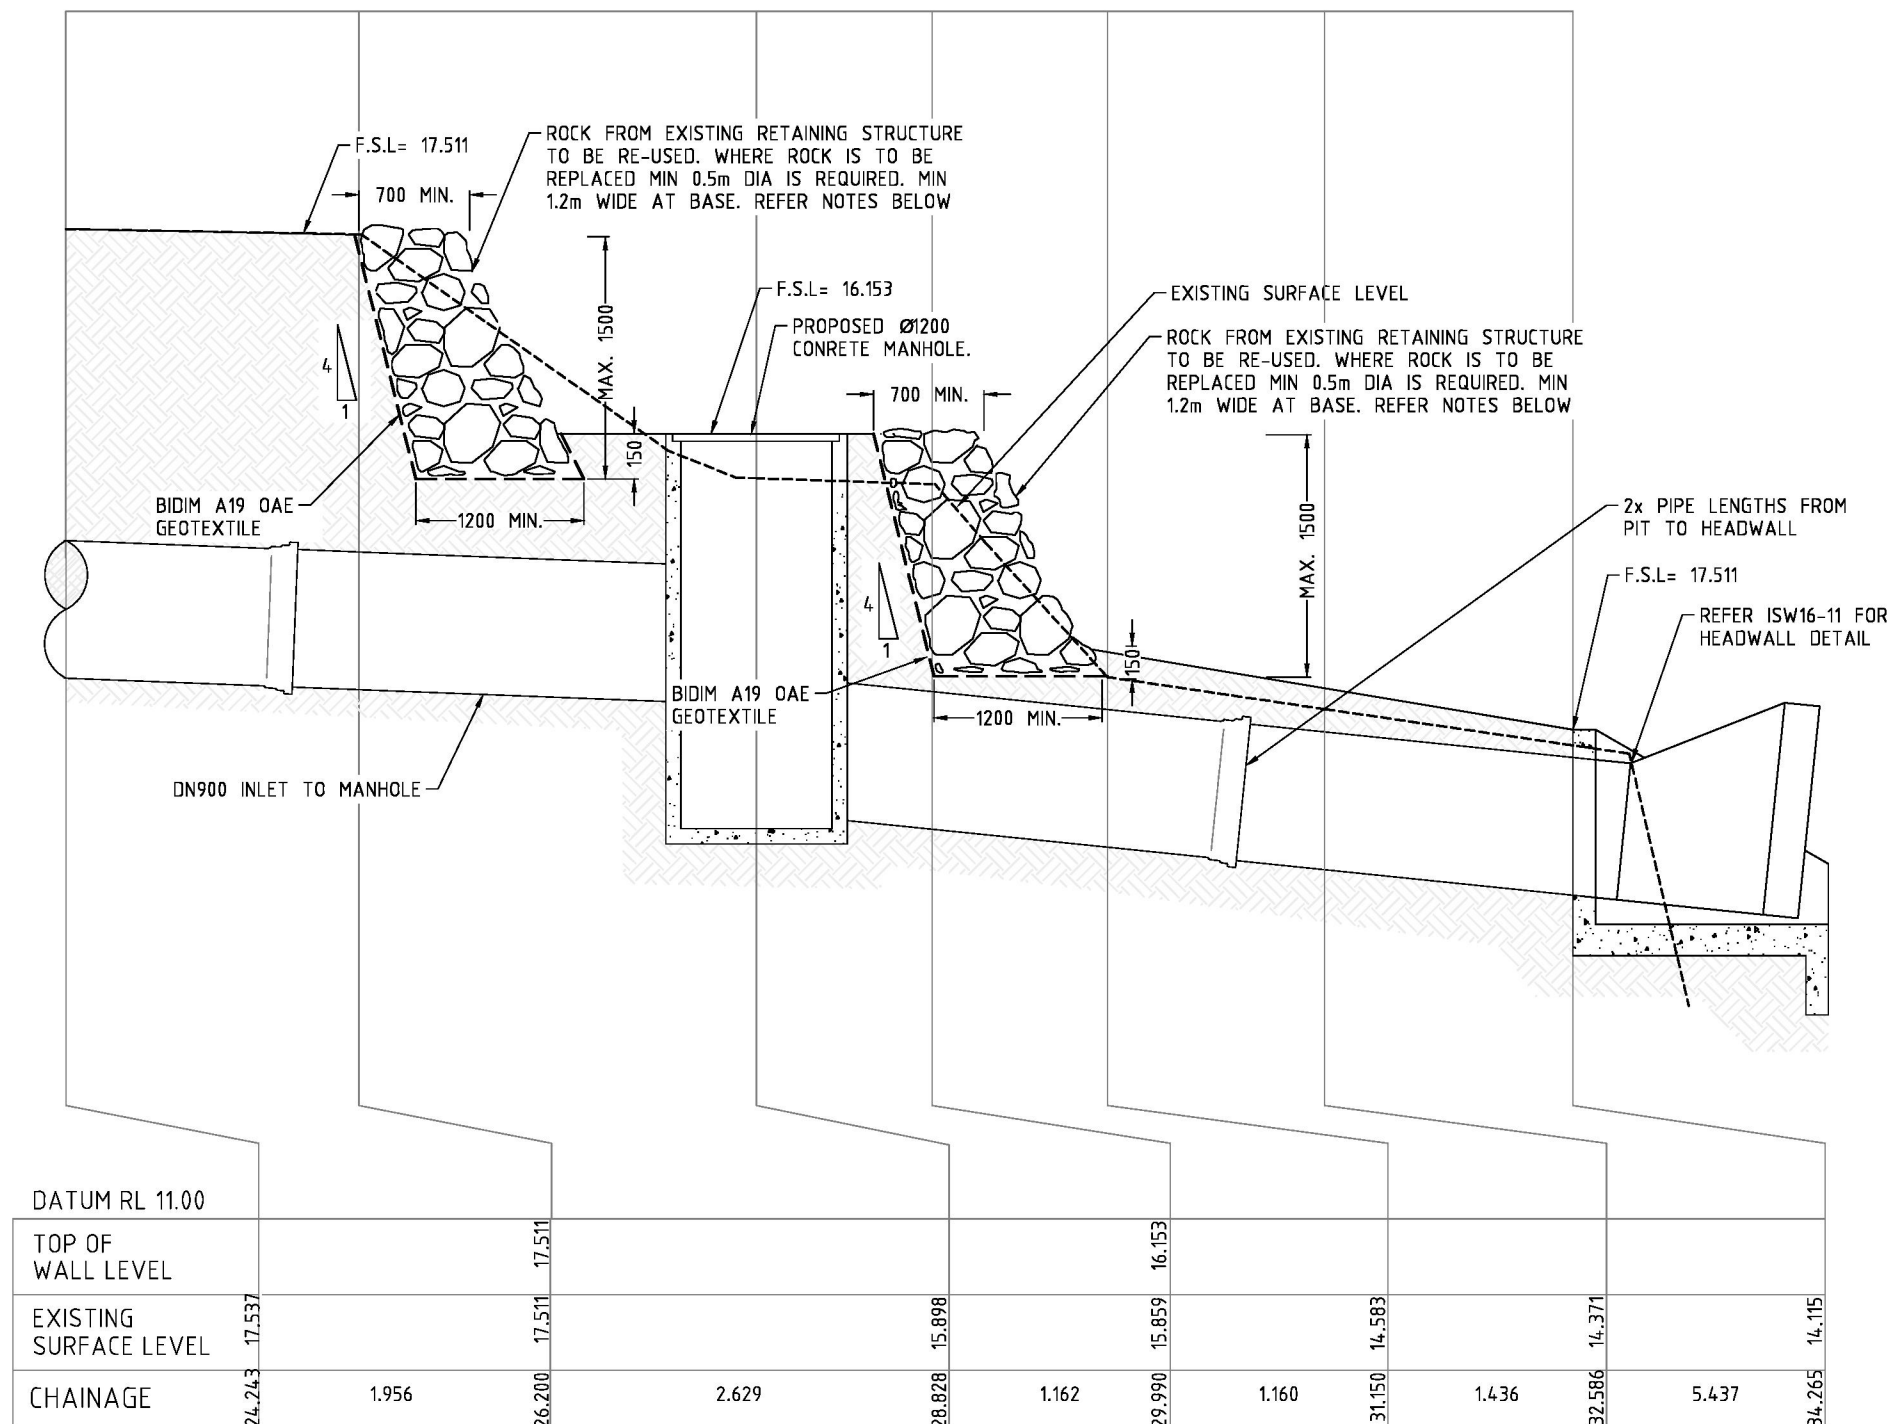 F.S.L= 17.511
700 MIN.
ROCK FROM EXISTING RETAINING STRUCTURE
TO BE RE-USED. WHERE ROCK IS TO BE
REPLACED MIN 0.5m DIA IS REQUIRED. MIN
1.2m WIDE AT BASE. REFER NOTES BELOW
MAX. 1500
4
1
150
BIDIM A19 OAE
GEOTEXTILE
1200 MIN.
F.S.L= 16.153
PROPOSED Ø1200
CONRETE MANHOLE.
EXISTING SURFACE LEVEL
ROCK FROM EXISTING RETAINING STRUCTURE
TO BE RE-USED. WHERE ROCK IS TO BE
REPLACED MIN 0.5m DIA IS REQUIRED. MIN
1.2m WIDE AT BASE. REFER NOTES BELOW
700 MIN.
MAX. 1500
4
1
150
BIDIM A19 OAE
GEOTEXTILE
1200 MIN.
2x PIPE LENGTHS FROM
PIT TO HEADWALL
F.S.L= 17.511
REFER ISW16-11 FOR
HEADWALL DETAIL
DN900 INLET TO MANHOLE
DATUM RL 11.00
TOP OF
WALL LEVEL
17.511
16.153
EXISTING
SURFACE LEVEL
17.537
17.511
15.898
15.859
14.583
14.371
14.115
CHAINAGE
24.243
1.956
26.200
2.629
28.828
1.162
29.990
1.160
31.150
1.436
32.586
5.437
34.265